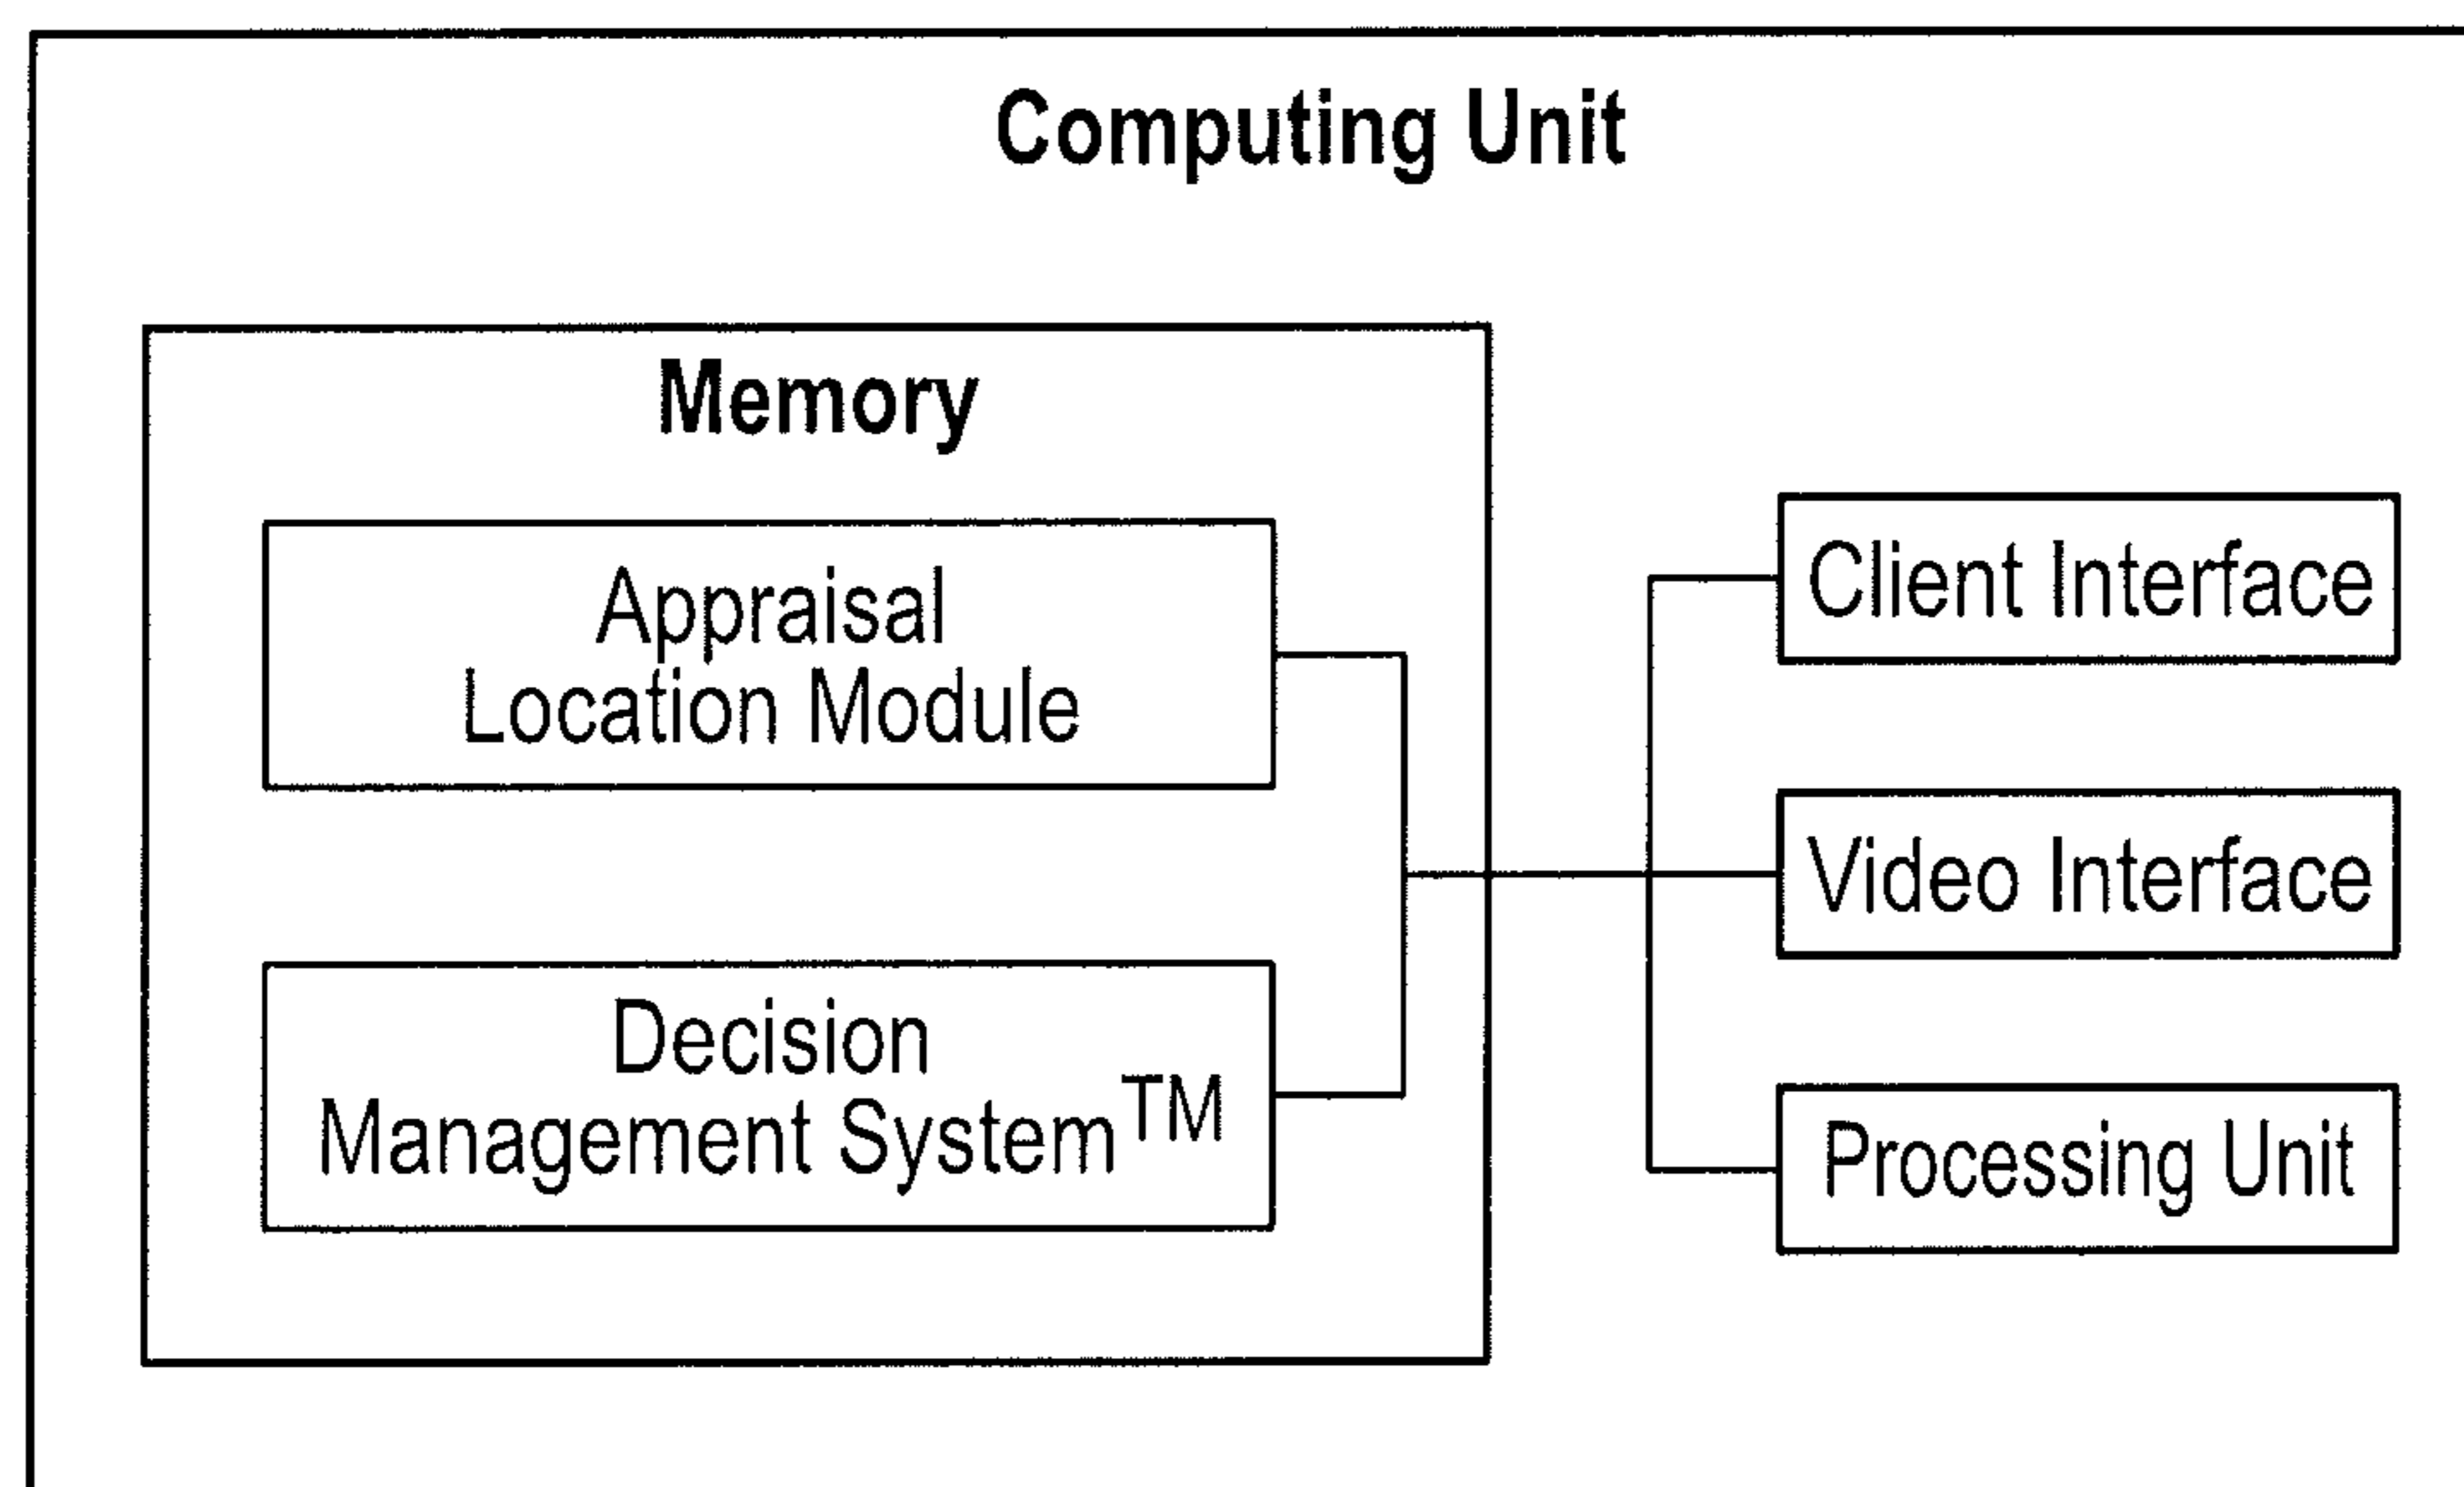 Computing Unit
Memory
Appraisal
Location Module
Decision
Management System™
Client Interface
Video Interface
Processing Unit